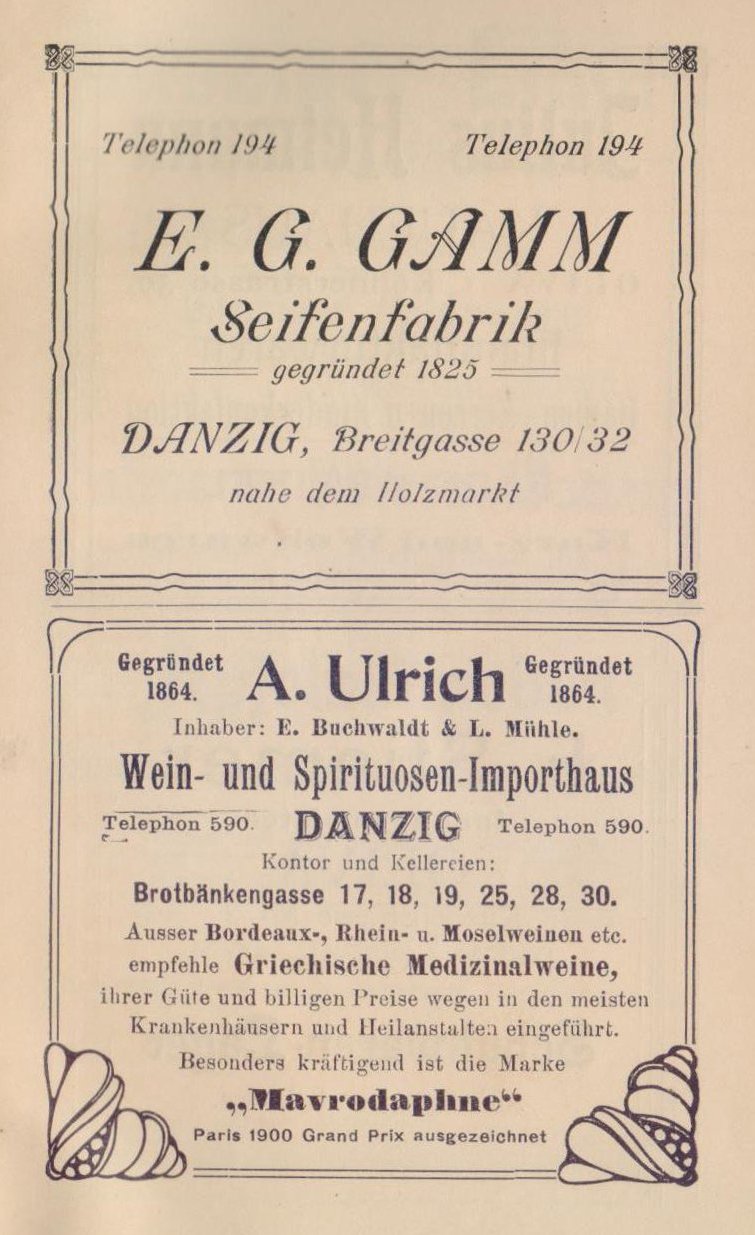 Telephon 194 Telephon 194
E. G. GAMM
Seifenfabrik
gegründet 1825
DANZIG, Breitgasse 130/32
nahe dem Holzmarkt
Gegründet 1864. A. Ulrich Gegründet 1864.
Inhaber: E. Buchwaldt & L. Mühle.
Wein- und Spirituosen-Importhaus
Telephon 590. DANZIG Telephon 590.
Kontor und Kellereien:
Brotbänkengasse 17, 18, 19, 25, 28, 30.
Ausser Bordeaux-, Rhein- u. Moselweinen etc.
empfehle Griechische Medizinalweine,
ihrer Güte und billigen Preise wegen in den meisten
Krankenhäusern und Heilanstalten eingeführt.
Besonders kräftigend ist die Marke
„Mavrodaphne“
Paris 1900 Grand Prix ausgezeichnet